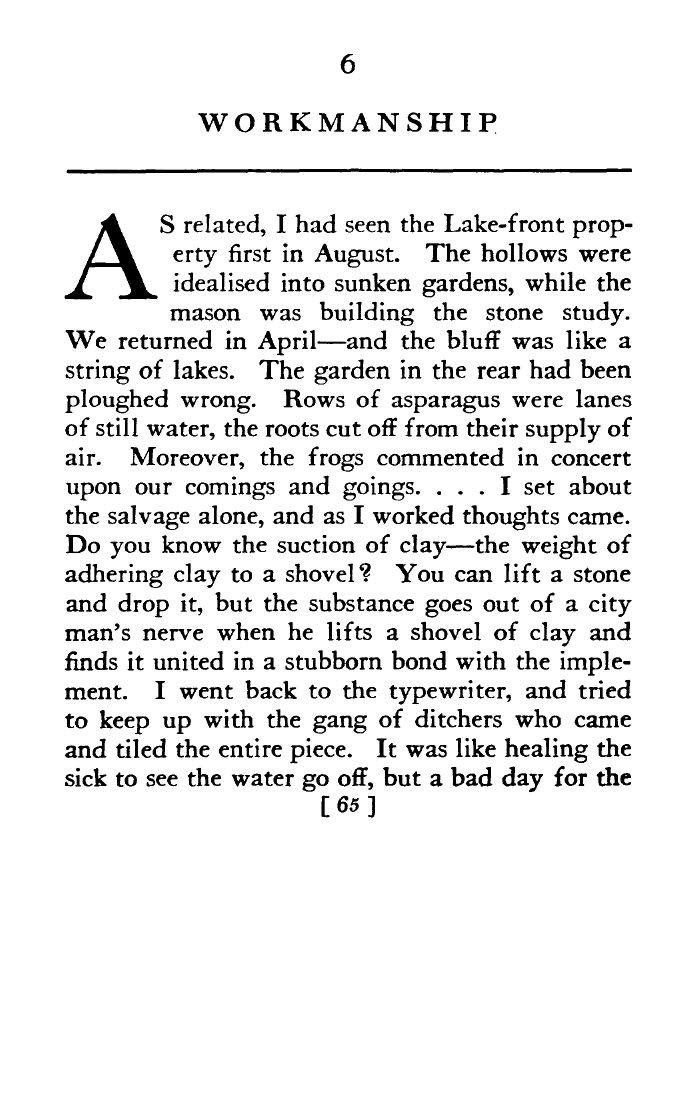 6
WORKMANSHIP
AS related, I had seen the Lake-front prop-
erty first in August. The hollows were
idealised into sunken gardens, while the
mason was building the stone study.
We returned in April—and the bluff was like a
string of lakes. The garden in the rear had been
ploughed wrong. Rows of asparagus were lanes
of still water, the roots cut off from their supply of
air. Moreover, the frogs commented in concert
upon our comings and goings. . . . I set about
the salvage alone, and as I worked thoughts came.
Do you know the suction of clay—the weight of
adhering clay to a shovel? You can lift a stone
and drop it, but the substance goes out of a city
man's nerve when he lifts a shovel of clay and
finds it united in a stubborn bond with the imple-
ment. I went back to the typewriter, and tried
to keep up with the gang of ditchers who came
and tiled the entire piece. It was like healing the
sick to see the water go off, but a bad day for the
[ 65 ]